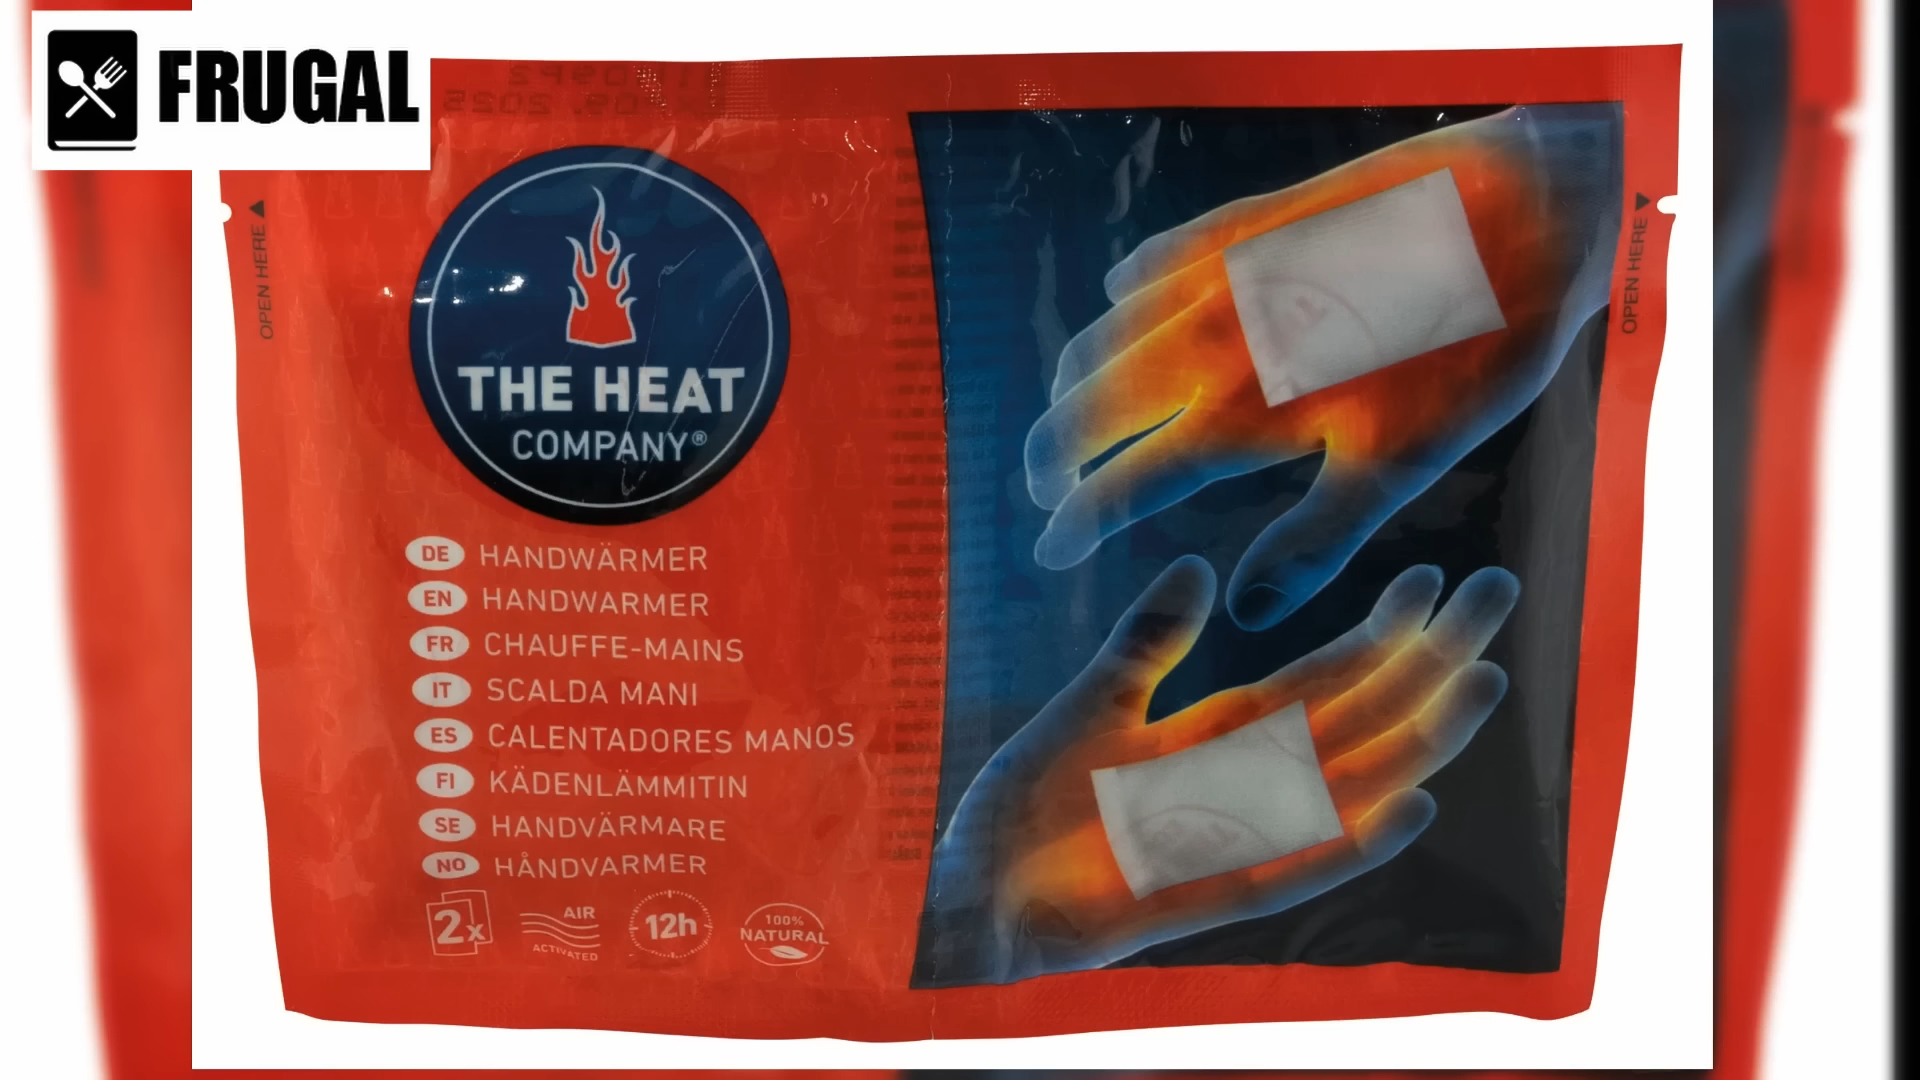 FRUGAL
OPEN HERE
THE HEAT
COMPANY®
DE HANDWÄRMER
EN HANDWARMER
FR CHAUFFE-MAINS
IT SCALDA MANI
ES CALENTADORES MANOS
FI KÄDENLÄMMITIN
SE HANDVÄRMARE
NO HÅNDVARMER
2x
AIR
ACTIVATED
12h
100%
NATURAL
OPEN HERE